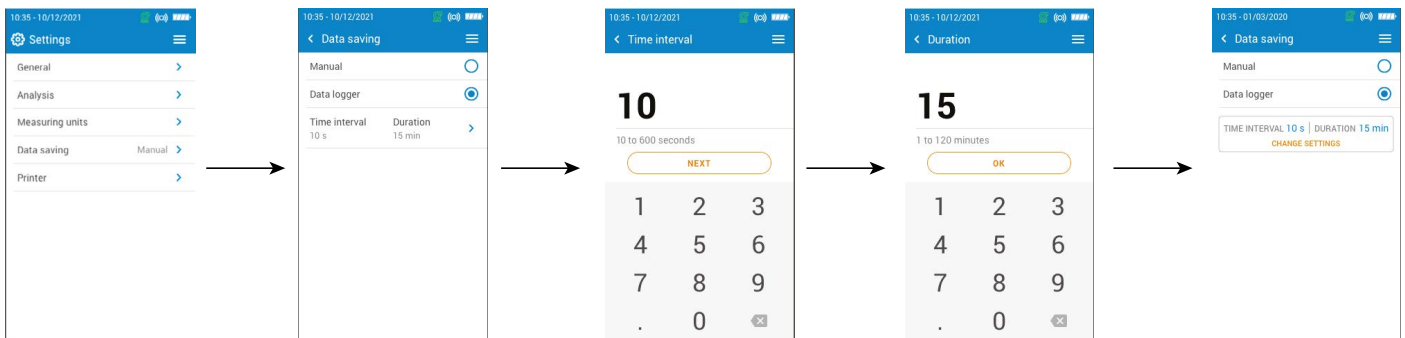 10:35 - 10/12/2021
Settings
General
Analysis
Measuring units
Data saving Manual
Printer
10:35 - 10/12/2021
Data saving
Manual
Data logger
Time interval Duration
10 s 15 min
10:35 - 10/12/2021
Time interval
10
10 to 600 seconds
NEXT
1 2 3
4 5 6
7 8 9
. 0
10:35 - 10/12/2021
Duration
15
1 to 120 minutes
OK
1 2 3
4 5 6
7 8 9
. 0
10:35 - 01/03/2020
Data saving
Manual
Data logger
TIME INTERVAL 10 s | DURATION 15 min
CHANGE SETTINGS